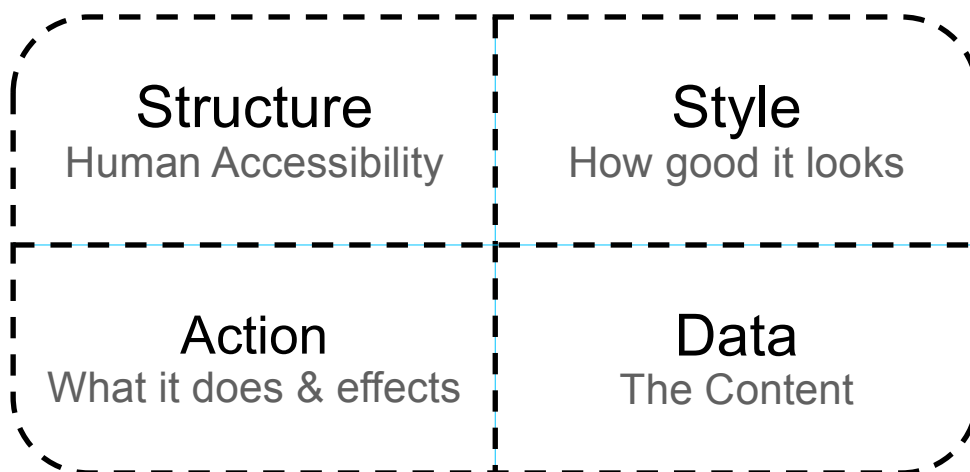 Structure
Human Accessibility
Style
How good it looks
Action
What it does & effects
Data
The Content